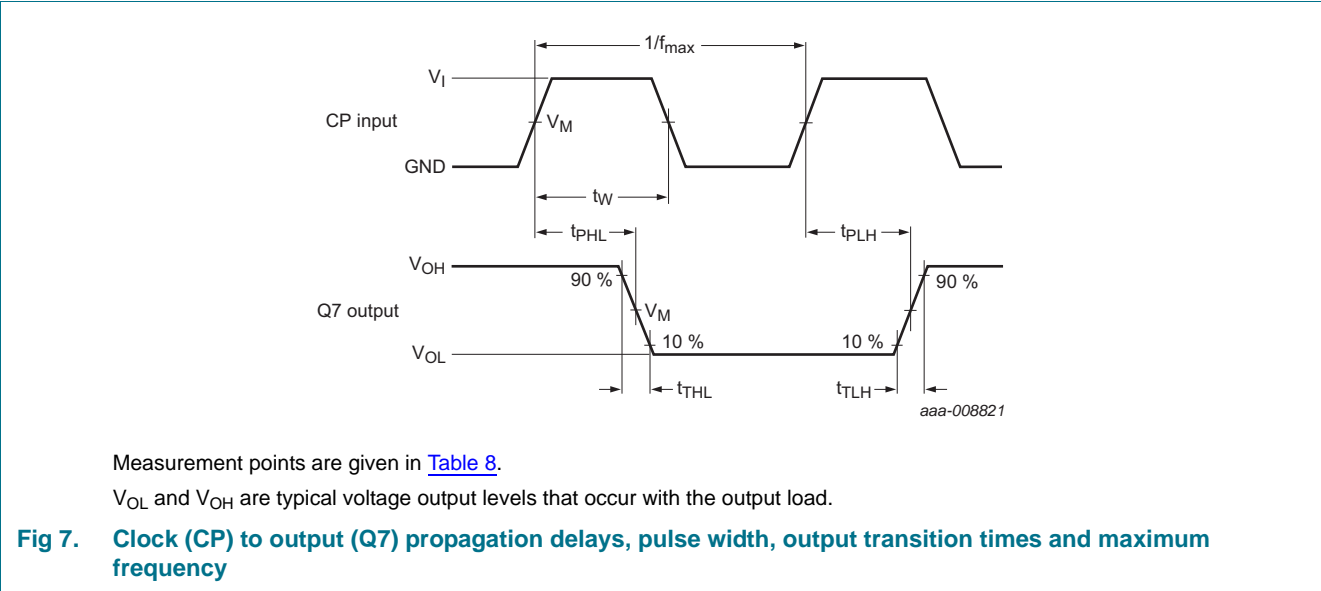 1/fmax
VI
CP input
VM
GND
tW
tPHL
tPLH
VOH
90 %
90 %
Q7 output
VM
10 %
10 %
VOL
tTHL
tTLH
aaa-008821
Measurement points are given in Table 8.
VOL and VOH are typical voltage output levels that occur with the output load.
Fig 7. Clock (CP) to output (Q7) propagation delays, pulse width, output transition times and maximum
frequency